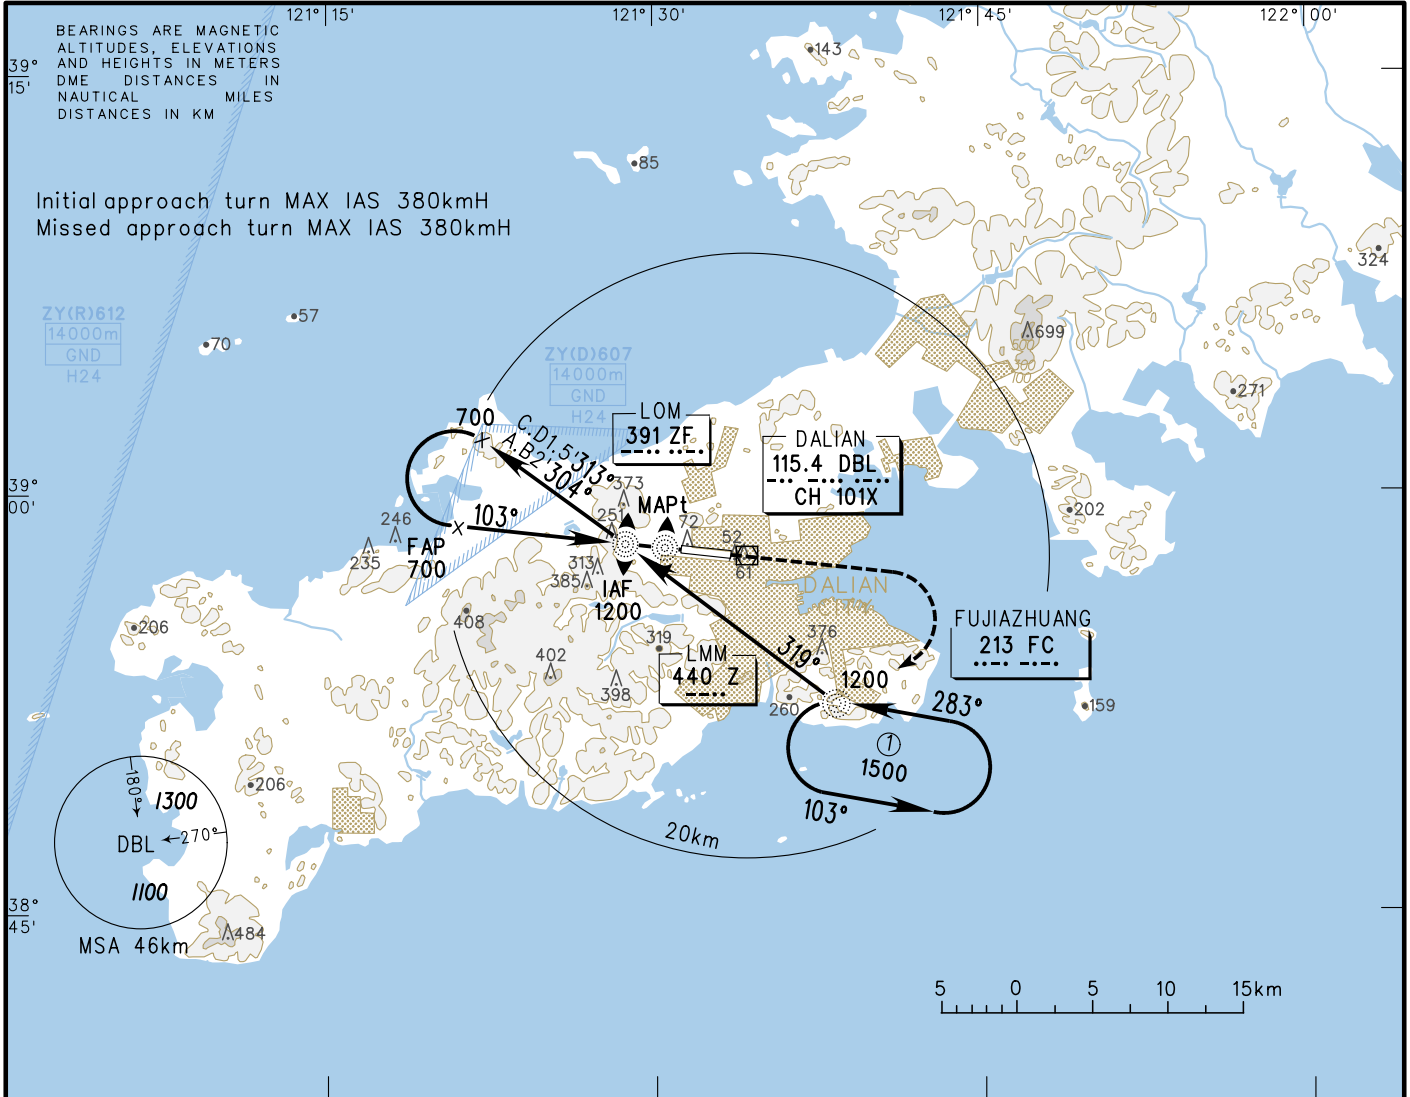 121° 15'
121° 30'
121° 45'
122° 00'
BEARINGS ARE MAGNETIC
ALTITUDES, ELEVATIONS
AND HEIGHTS IN METERS
DME DISTANCES IN
NAUTICAL MILES
DISTANCES IN KM
39°
15'
143
85
Initial approach turn MAX IAS 380kmH
Missed approach turn MAX IAS 380kmH
324
ZY(R)612
14000m
GND
H24
57
70
699
500
300
100
ZY(D)607
14000m
GND
H24
271
700
C.D1.5'313°
A.B2'304°
LOM
391 ZF
DALIAN
115.4 DBL
CH 101X
39°
00'
373
MAPt
251
72
52
61
202
103°
246
235
FAP
700
313
385
IAF
1200
DALIAN
408
206
376
319
319°
FUJIAZHUANG
213 FC
402
398
LMM
440 Z
1200
260
283°
159
1
1500
103°
206
180°
1300
DBL
270°
1100
20km
38°
45'
484
MSA 46km
5 0 5 10 15km